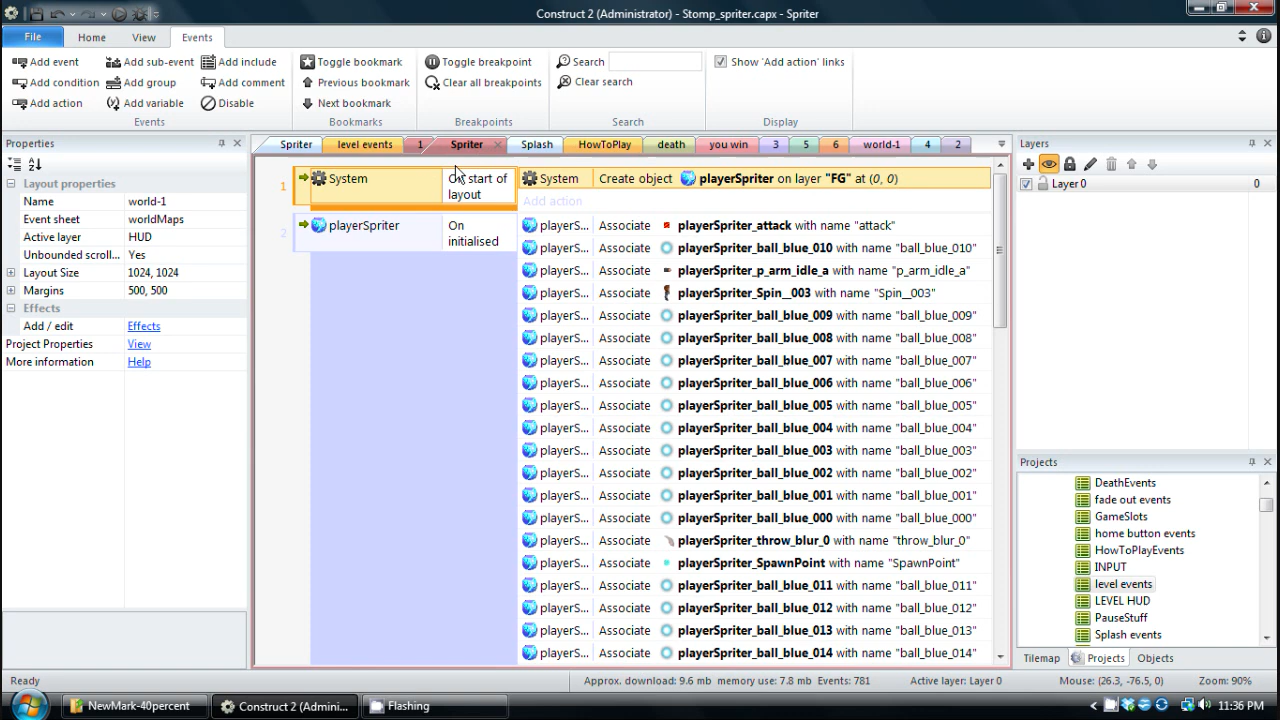 Construct 2 (Administrator) - Stomp_spriter.capx - Spriter
File Home View Events
Add event Add sub-event Add include
Add condition Add group Add comment
Add action Add variable Disable
Events
Toggle bookmark
Previous bookmark
Next bookmark
Bookmarks
Toggle breakpoint
Clear all breakpoints
Breakpoints
Search
Clear search
Search
Show 'Add action' links
Display
Properties
Layout properties
Name world-1
Event sheet worldMaps
Active layer HUD
Unbounded scroll... Yes
Layout Size 1024, 1024
Margins 500, 500
Effects
Add / edit Effects
Project Properties View
More information Help
Spriter level events 1 Spriter Splash HowToPlay death you win 3 5 6 world-1 4 2
1 System On start of layout System Create object playerSpriter on layer "FG" at (0, 0)
Add action
2 playerSpriter On initialised
playerS... Associate playerSpriter_attack with name "attack"
playerS... Associate playerSpriter_ball_blue_010 with name "ball_blue_010"
playerS... Associate playerSpriter_p_arm_idle_a with name "p_arm_idle_a"
playerS... Associate playerSpriter_Spin__003 with name "Spin__003"
playerS... Associate playerSpriter_ball_blue_009 with name "ball_blue_009"
playerS... Associate playerSpriter_ball_blue_008 with name "ball_blue_008"
playerS... Associate playerSpriter_ball_blue_007 with name "ball_blue_007"
playerS... Associate playerSpriter_ball_blue_006 with name "ball_blue_006"
playerS... Associate playerSpriter_ball_blue_005 with name "ball_blue_005"
playerS... Associate playerSpriter_ball_blue_004 with name "ball_blue_004"
playerS... Associate playerSpriter_ball_blue_003 with name "ball_blue_003"
playerS... Associate playerSpriter_ball_blue_002 with name "ball_blue_002"
playerS... Associate playerSpriter_ball_blue_001 with name "ball_blue_001"
playerS... Associate playerSpriter_ball_blue_000 with name "ball_blue_000"
playerS... Associate playerSpriter_throw_blur_0 with name "throw_blur_0"
playerS... Associate playerSpriter_SpawnPoint with name "SpawnPoint"
playerS... Associate playerSpriter_ball_blue_011 with name "ball_blue_011"
playerS... Associate playerSpriter_ball_blue_012 with name "ball_blue_012"
playerS... Associate playerSpriter_ball_blue_013 with name "ball_blue_013"
playerS... Associate playerSpriter_ball_blue_014 with name "ball_blue_014"
Layers
Layer 0 0
Projects
DeathEvents
fade out events
GameSlots
home button events
HowToPlayEvents
INPUT
level events
LEVEL HUD
PauseStuff
Splash events
Tilemap Projects Objects
Ready Approx. download: 9.6 mb . Memory use: 7.8 mb Events: 781 Active layer: Layer 0 Mouse: (26.3, -76.5, 0) Zoom: 90%
NewMark-40percent Construct 2 (Admini... Flashing 11:36 PM